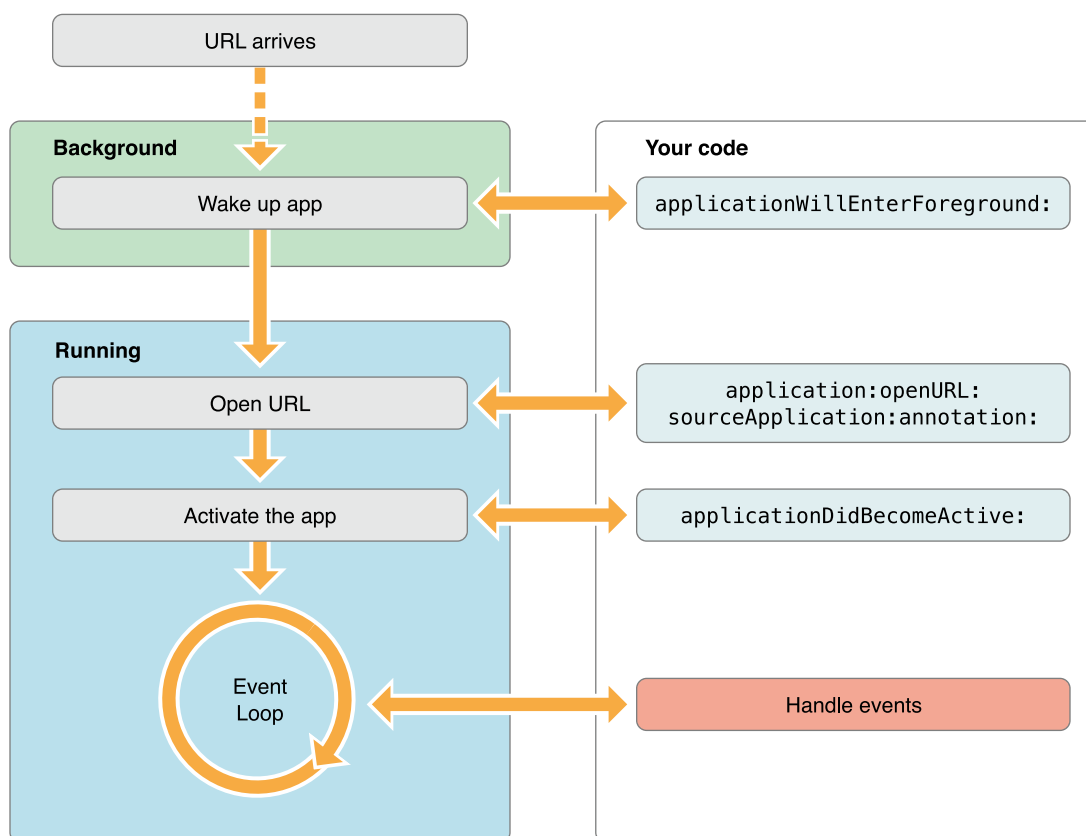 URL arrives
Background
Your code
Wake up app
applicationWillEnterForeground:
Running
Open URL
application:openURL:
sourceApplication:annotation:
Activate the app
applicationDidBecomeActive:
Event
Loop
Handle events